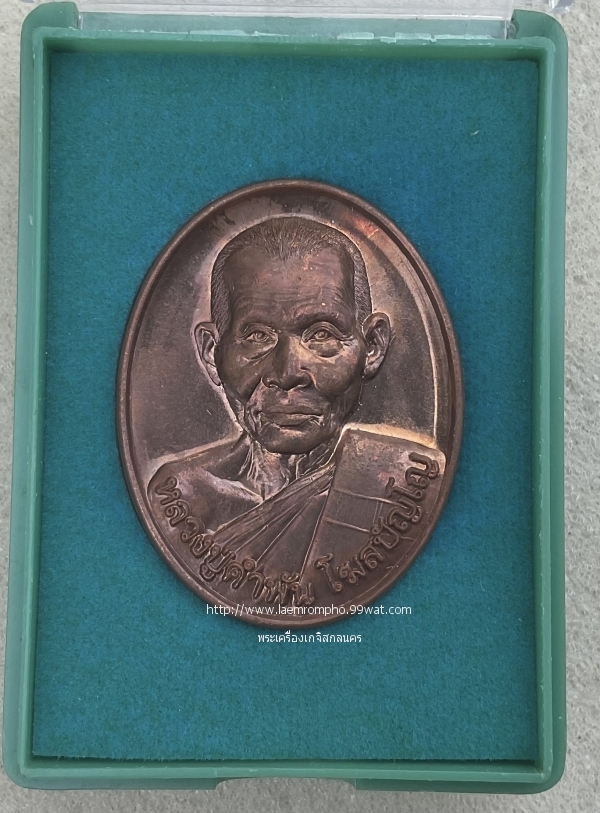 หลวงปู่คำพันธ์ โฆสปัญโญ
http://www.laemrompho.99wat.com
พระเครื่องเกจิสกลนคร